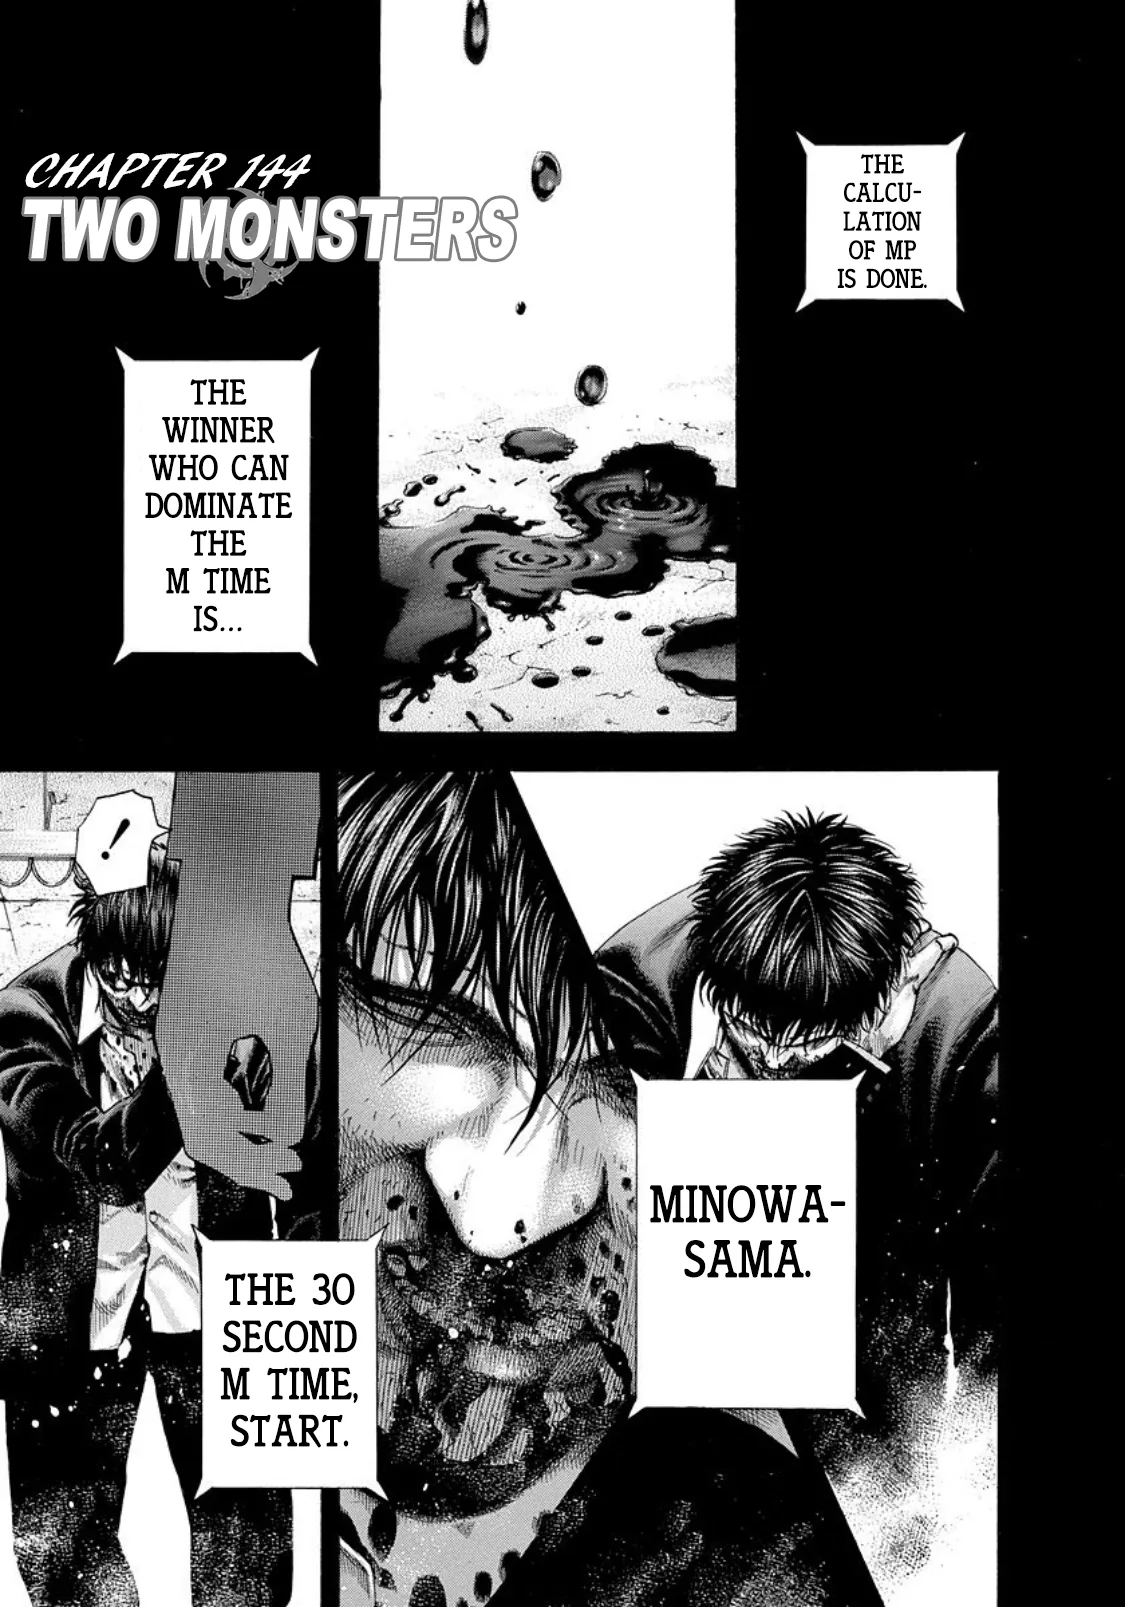 CHAPTER 144
TWO MONSTERS
THE
CALCU-
LATION
OF MP
IS DONE.
THE
WINNER
WHO CAN
DOMINATE
THE
M TIME
IS...
MINOWA-
SAMA.
!
THE 30
SECOND
M TIME,
START.